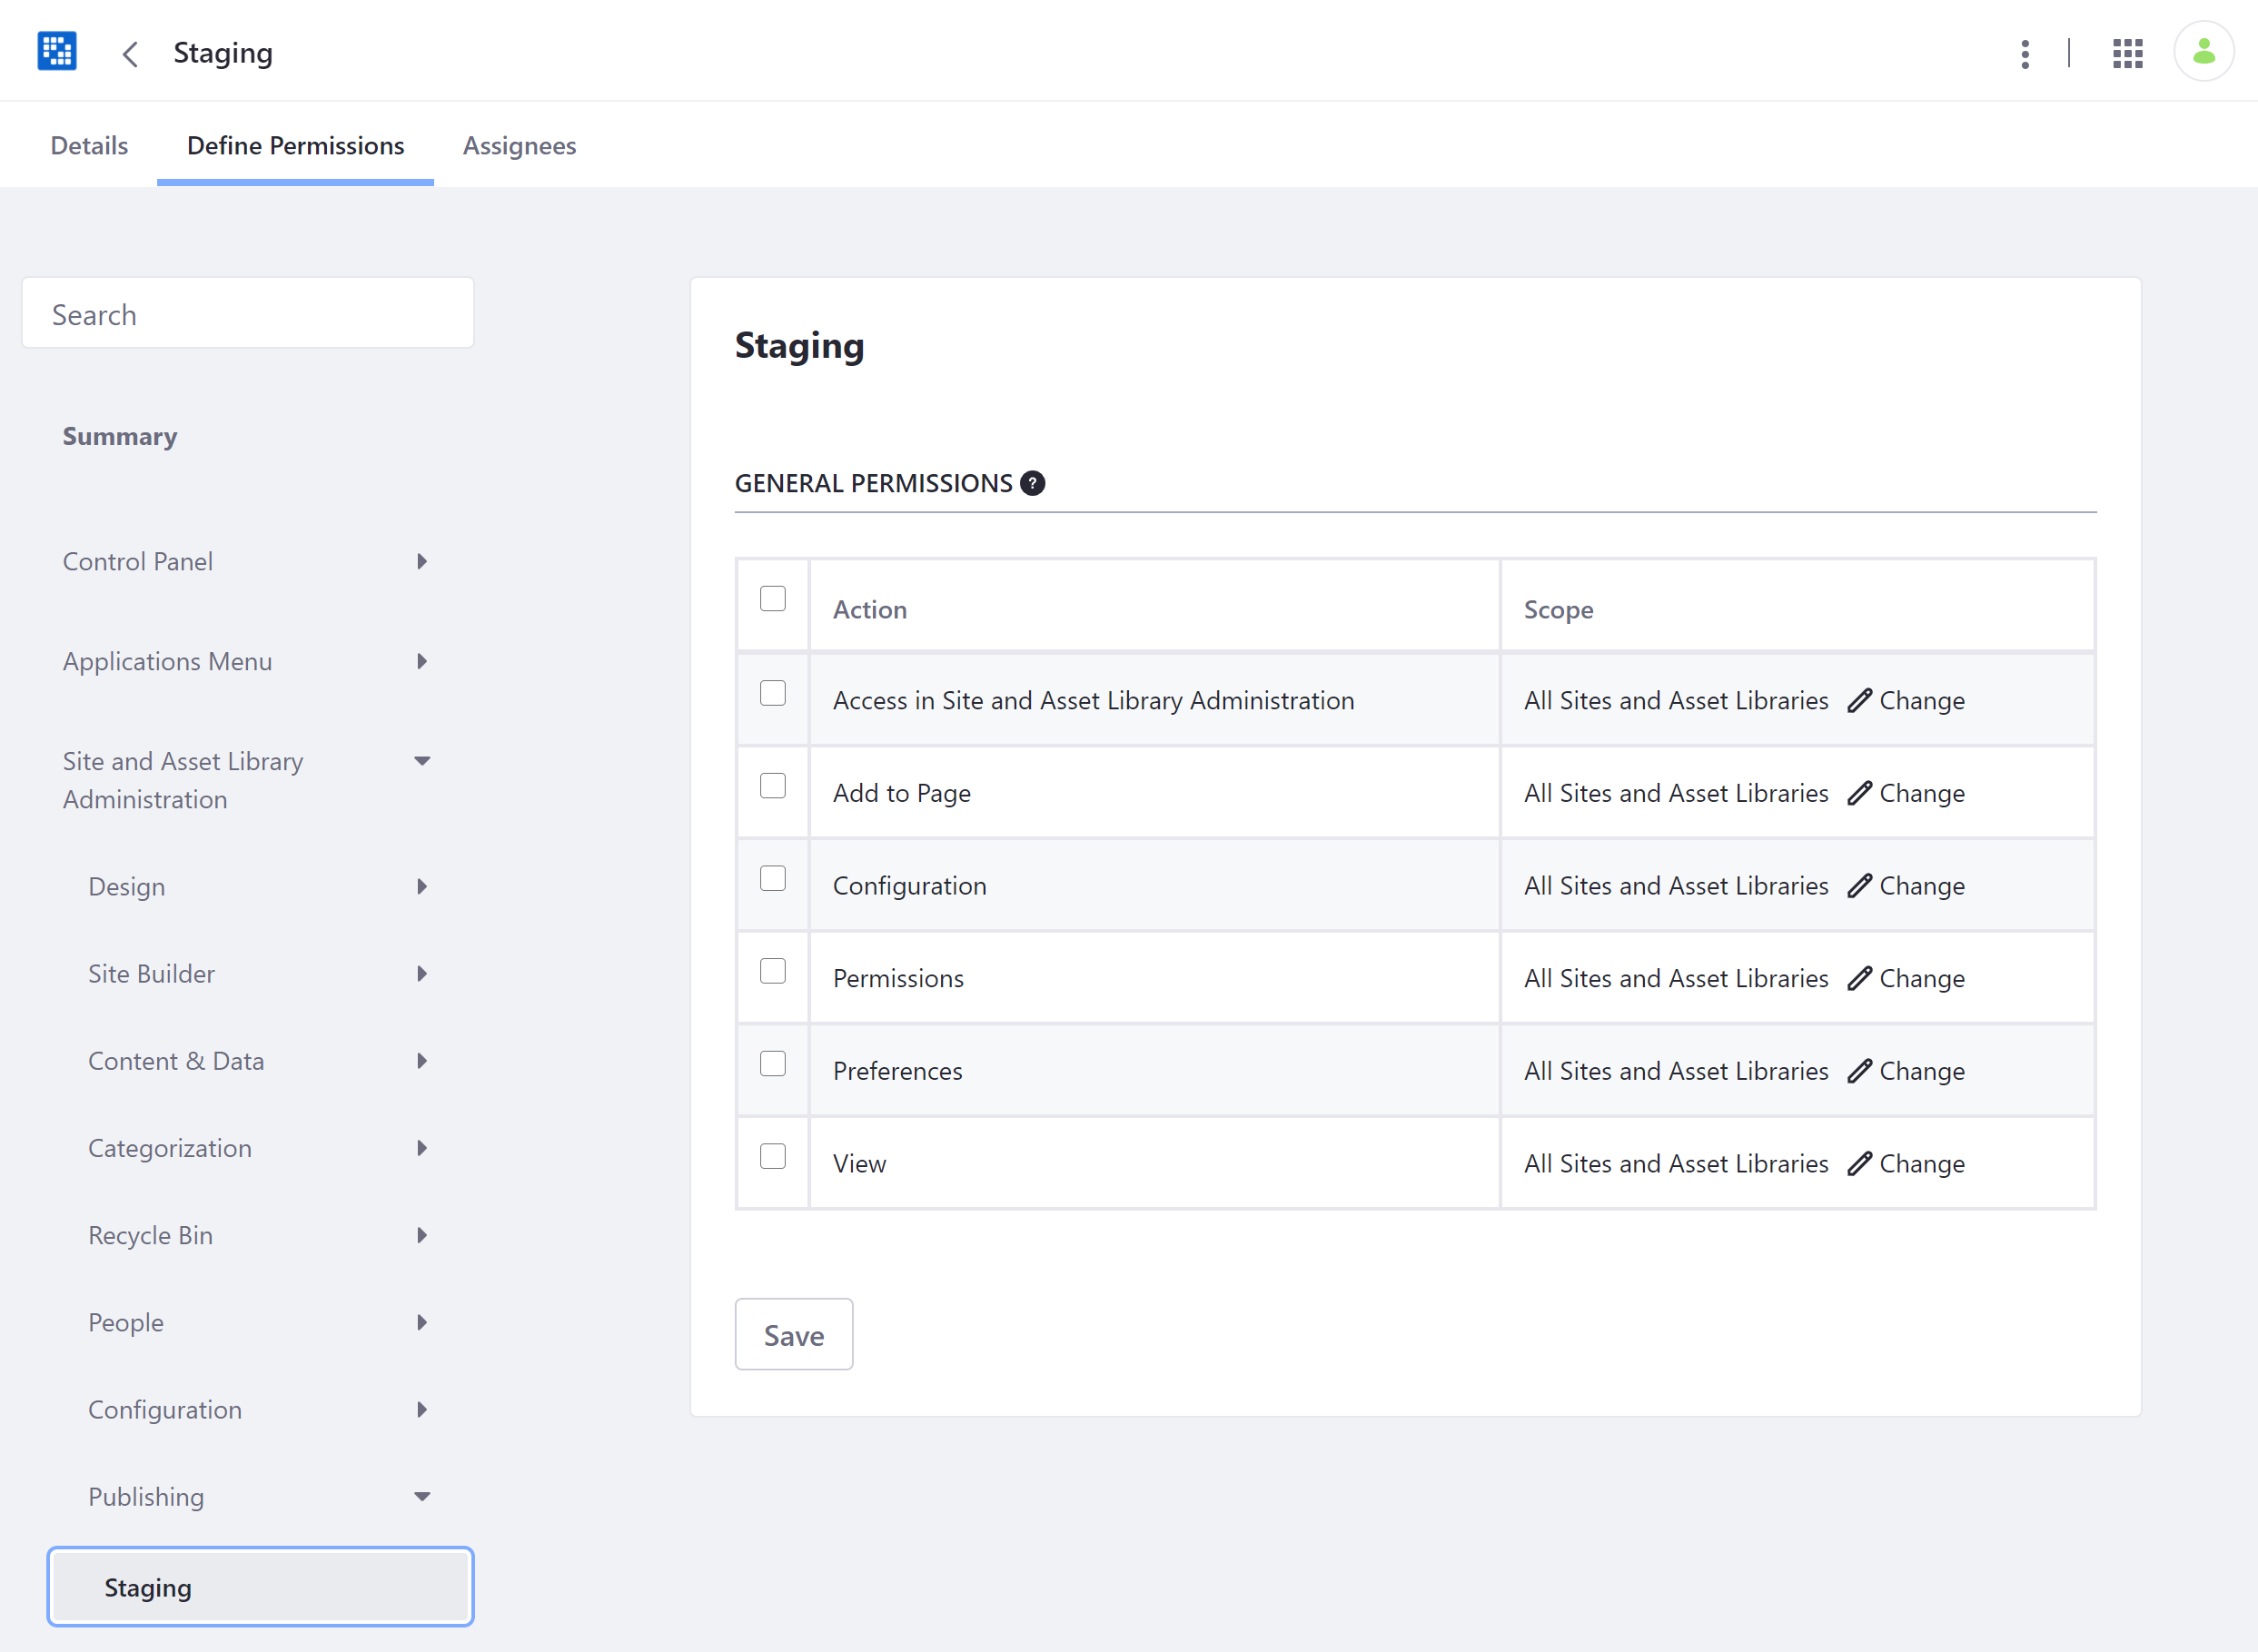 Staging
Details Define Permissions Assignees
Search
Summary
Control Panel
Applications Menu
Site and Asset Library
Administration
Design
Site Builder
Content & Data
Categorization
Recycle Bin
People
Configuration
Publishing
Staging
Staging
GENERAL PERMISSIONS ?
Action Scope
Access in Site and Asset Library Administration All Sites and Asset Libraries Change
Add to Page All Sites and Asset Libraries Change
Configuration All Sites and Asset Libraries Change
Permissions All Sites and Asset Libraries Change
Preferences All Sites and Asset Libraries Change
View All Sites and Asset Libraries Change
Save